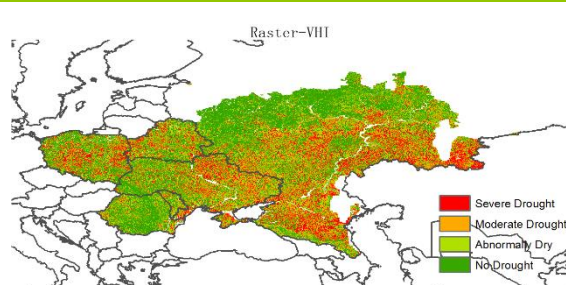 Raster-VHI
Severe Drought
Moderate Drought
Abnormally Dry
No Drought